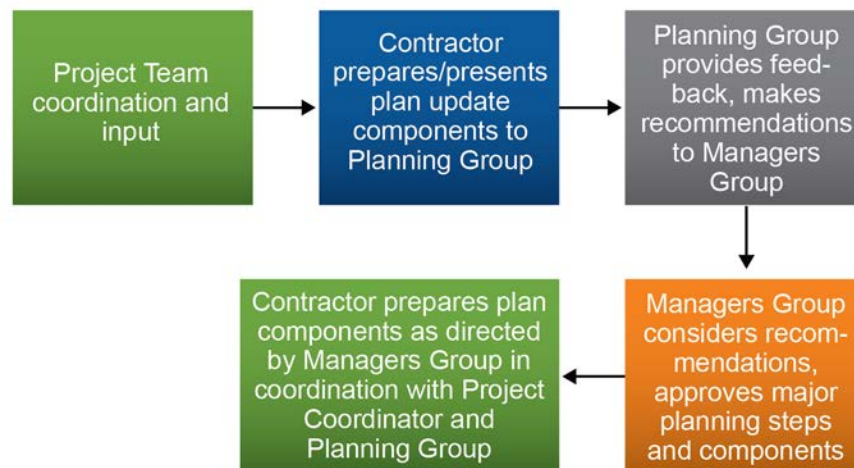 Project Team
coordination and
input
Contractor
prepares/presents
plan update
components to
Planning Group
Planning Group
provides feed-
back, makes
recommendations
to Managers
Group
Managers Group
considers recom-
mendations,
approves major
planning steps
and components
Contractor prepares plan
components as directed
by Managers Group in
coordination with Project
Coordinator and
Planning Group